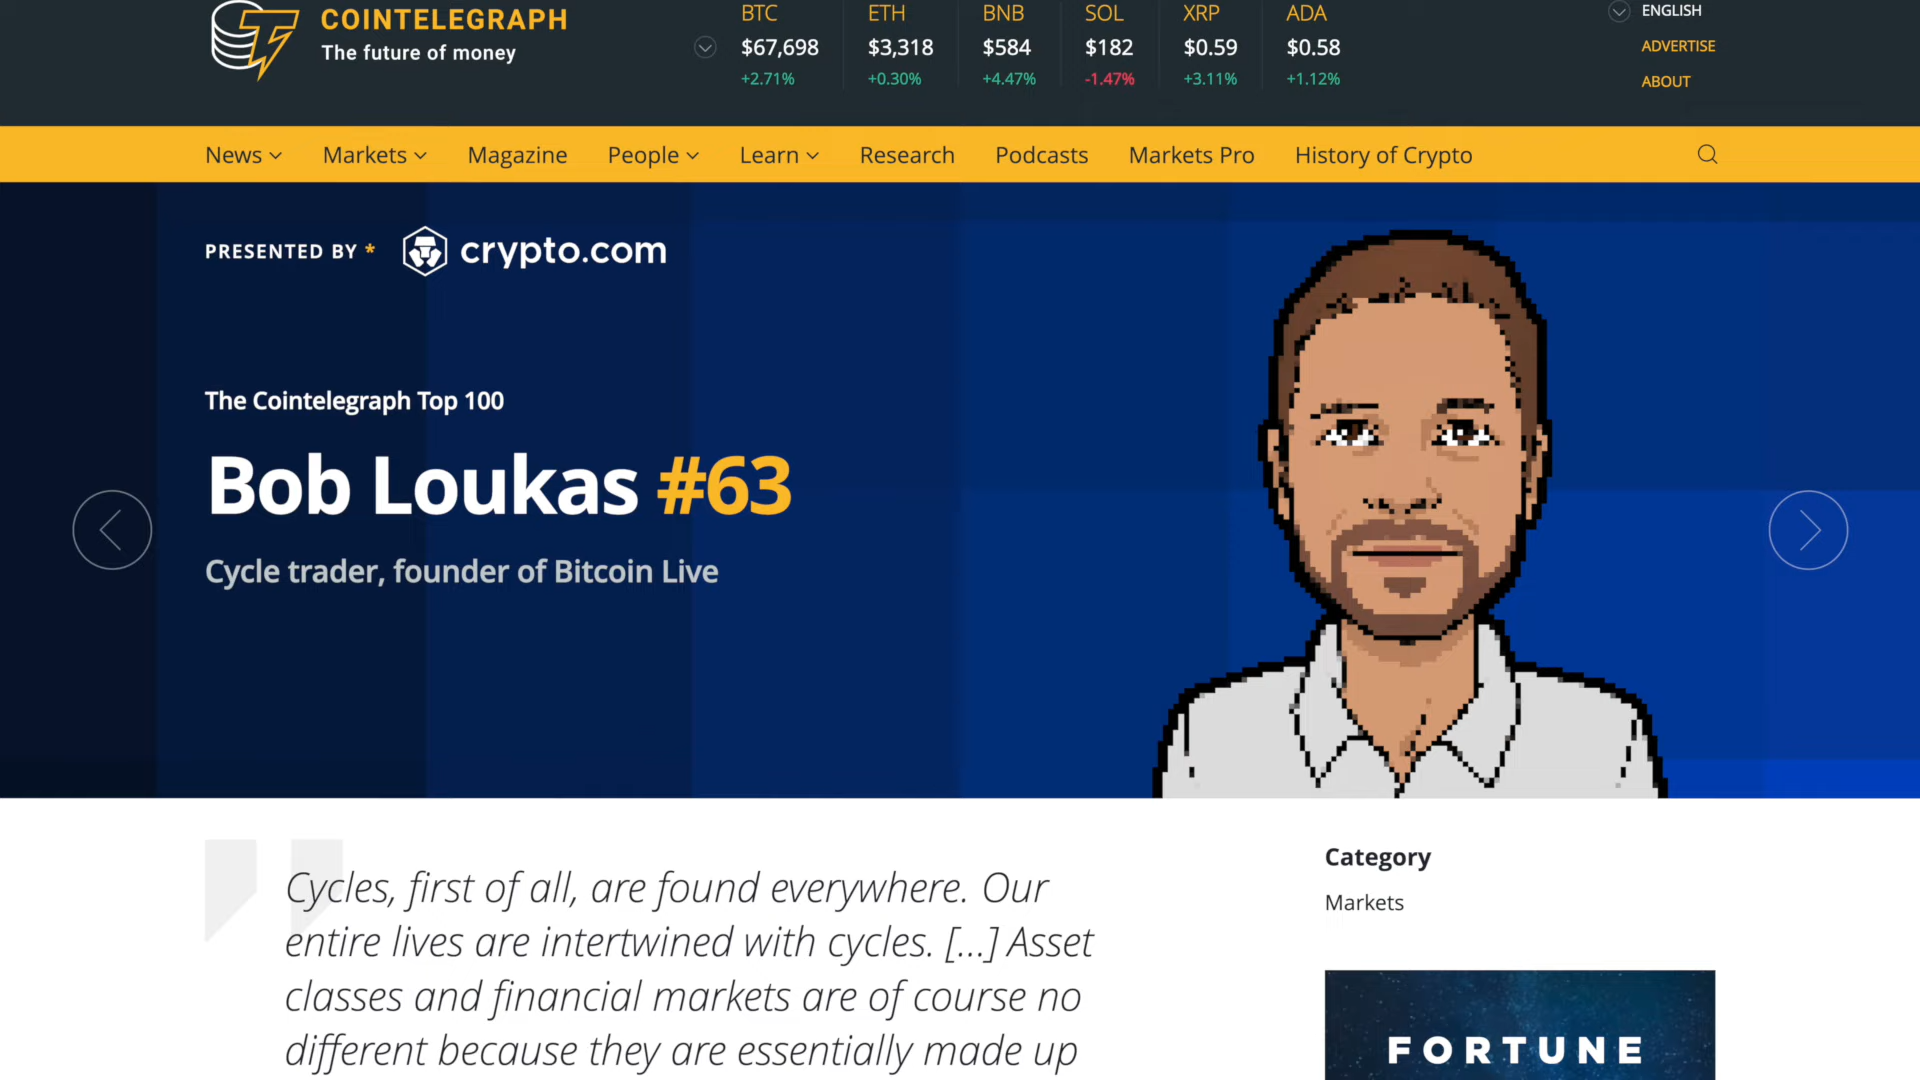 COINTELEGRAPH
The future of money
BTC ETH BNB SOL XRP ADA
$67,698 $3,318 $584 $182 $0.59 $0.58
+2.71% +0.30% +4.47% -1.47% +3.11% +1.12%
ENGLISH
ADVERTISE
ABOUT
News Markets Magazine People Learn Research Podcasts Markets Pro History of Crypto
PRESENTED BY * crypto.com
The Cointelegraph Top 100
Bob Loukas #63
Cycle trader, founder of Bitcoin Live
Cycles, first of all, are found everywhere. Our
entire lives are intertwined with cycles. [...] Asset
classes and financial markets are of course no
different because they are essentially made up
Category
Markets
FORTUNE